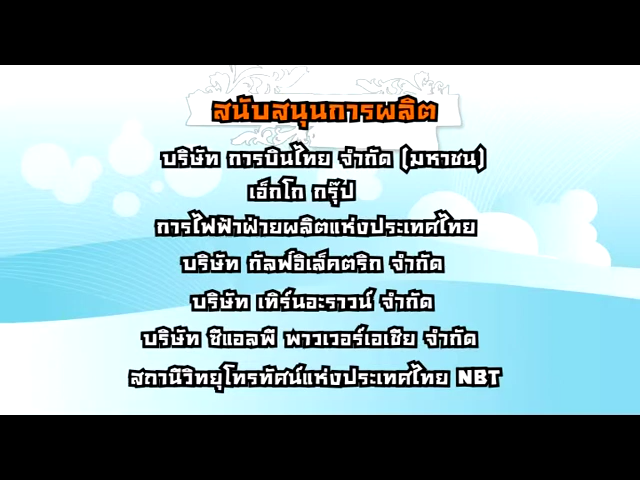 สนับสนุนการผลิต
บริษัท การบินไทย จำกัด (มหาชน)
เอ็กโก กรุ๊ป
การไฟฟ้าฝ่ายผลิตแห่งประเทศไทย
บริษัท กัลฟ์อิเล็คตริก จำกัด
บริษัท เทิร์นอะราวน์ จำกัด
บริษัท ซีแอลพี พาวเวอร์เอเชีย จำกัด
สถานีวิทยุโทรทัศน์แห่งประเทศไทย NBT